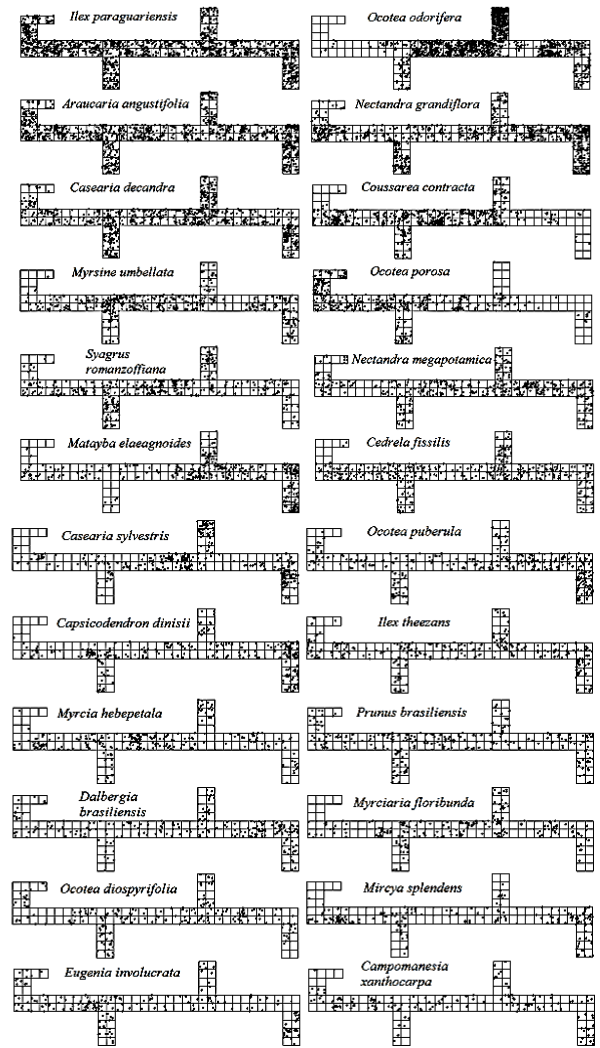 Ilex paraguariensis
Ocotea odorifera
Araucaria angustifolia
Nectandra grandiflora
Casearia decandra
Coussarea contracta
Myrsine umbellata
Ocotea porosa
Syagrus
romanzoffiana
Nectandra megapotamica
Matayba elaeagnoides
Cedrela fissilis
Casearia sylvestris
Ocotea puberula
Capsicodendron dinisii
Ilex theezans
Myrcia hebepetala
Prunus brasiliensis
Dalbergia
brasiliensis
Myrciaria floribunda
Ocotea diospyrifolia
Mircya splendens
Eugenia involucrata
Campomanesia
xanthocarpa